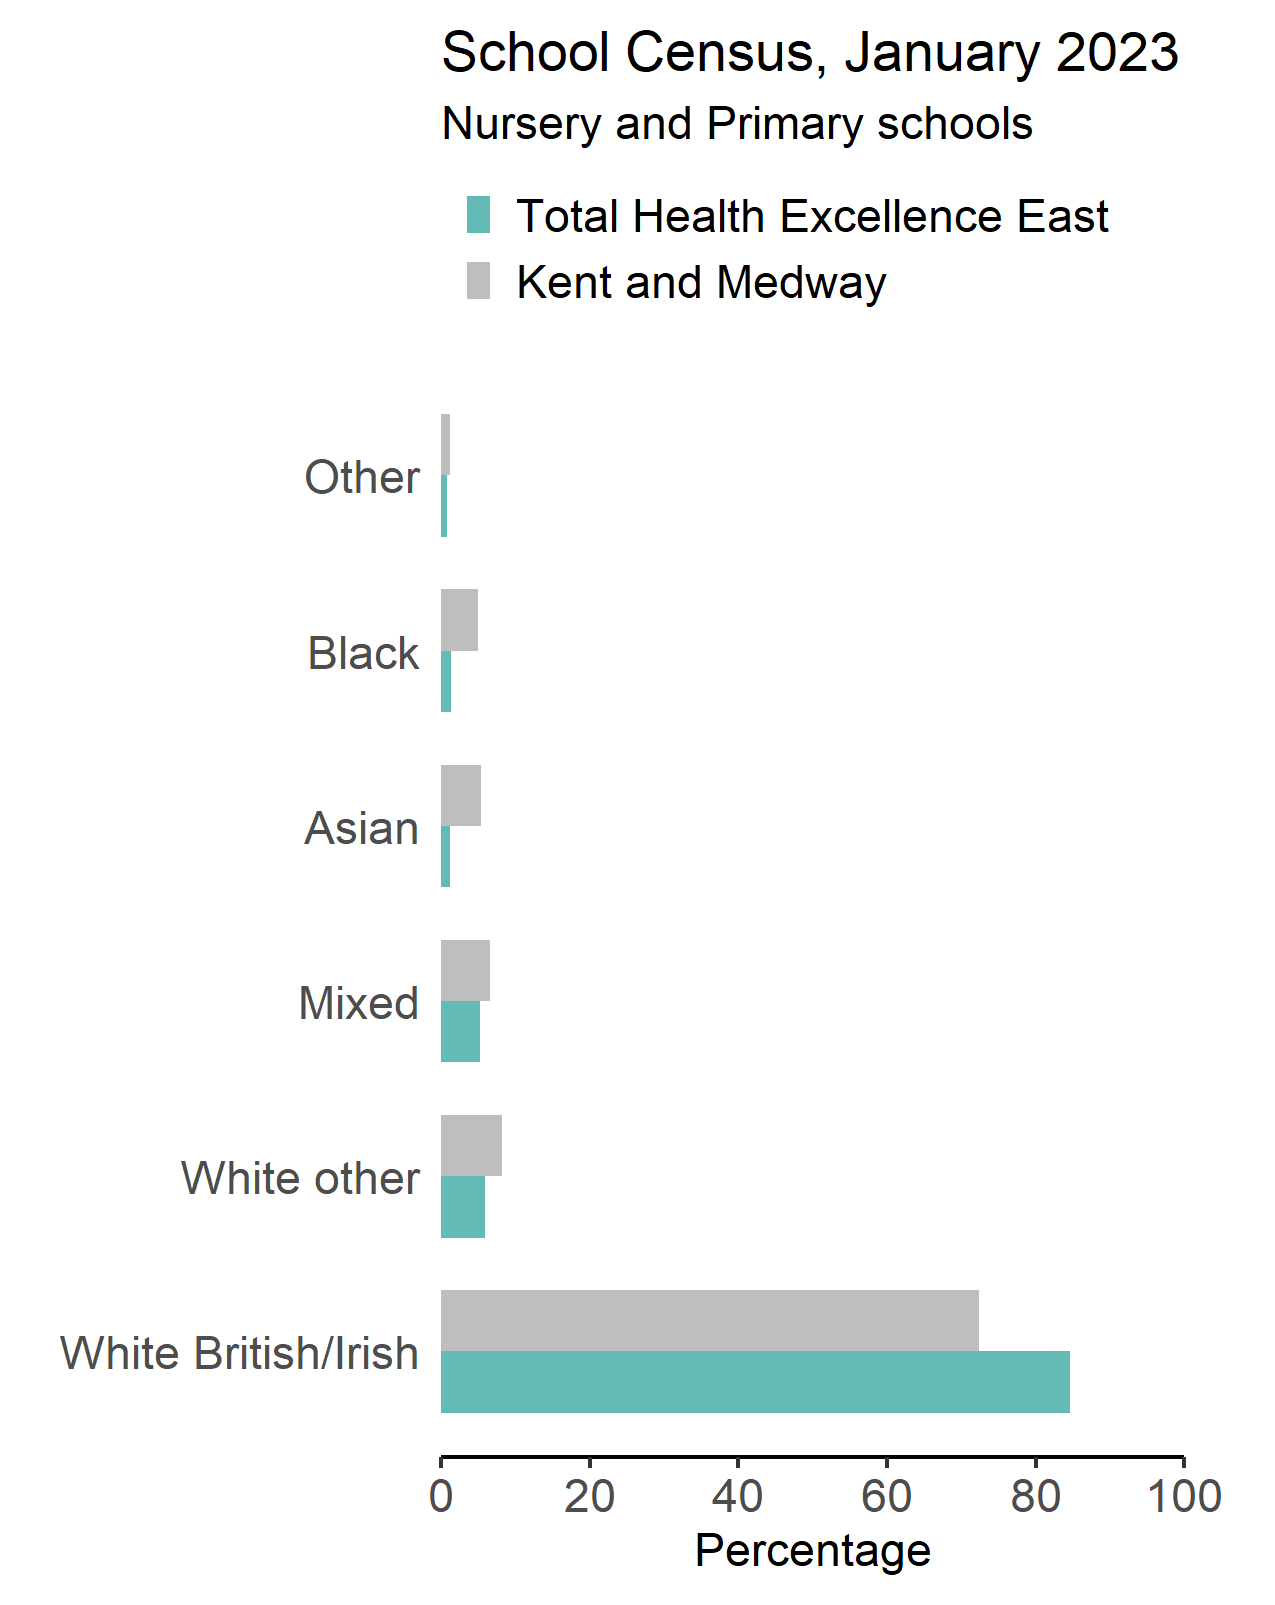 School Census, January 2023
Nursery and Primary schools
Total Health Excellence East
Kent and Medway
Other
Black
Asian
Mixed
White other
White British/Irish
0 20 40 60 80 100
Percentage